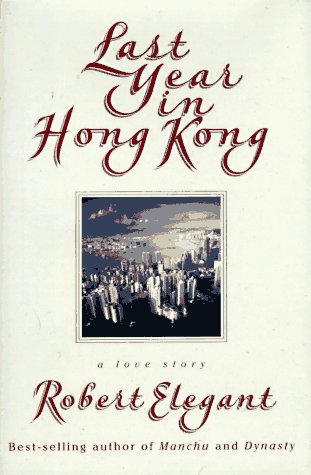 Last
Year
in
Hong Kong
a love story
Robert Elegant
Best-selling author of Manchu and Dynasty